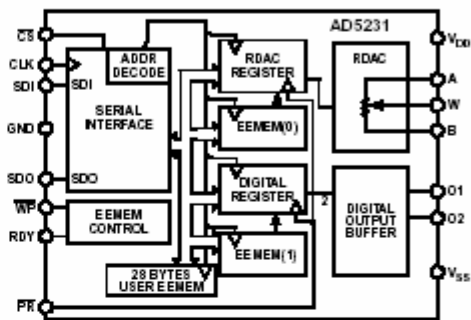 AD5231
CS
CLK
SDI
GND
SDO
WP
RDY
PR
ADDR
DECODE
SDI
SERIAL
INTERFACE
SDO
EEMEM
CONTROL
28 BYTES
USER EEMEM
RDAC
REGISTER
EEMEM(0)
DIGITAL
REGISTER
EEMEM(1)
RDAC
2
DIGITAL
OUTPUT
BUFFER
VDD
A
W
B
O1
O2
VSS